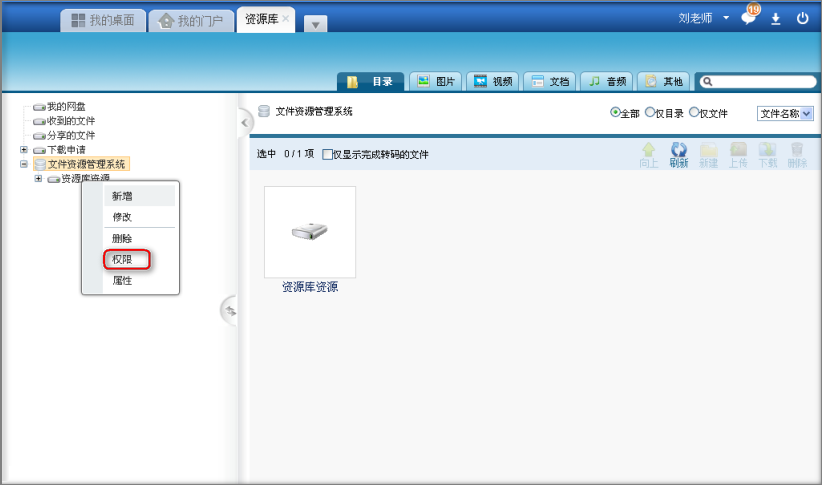 我的桌面 我的门户 资源库 刘老师 19
目录 图片 视频 文档 音频 其他
我的网盘
收到的文件
分享的文件
下载申请
文件资源管理系统
资源库资源
新增
修改
删除
权限
属性
文件资源管理系统 全部 仅目录 仅文件 文件名称
选中 0/1 项 仅显示完成转码的文件 向上 刷新 新建 上传 下载 删除
资源库资源